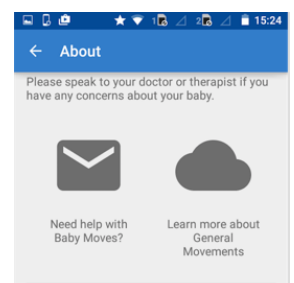 15:24
About
Please speak to your doctor or therapist if you
have any concerns about your baby.
Need help with
Baby Moves?
Learn more about
General
Movements